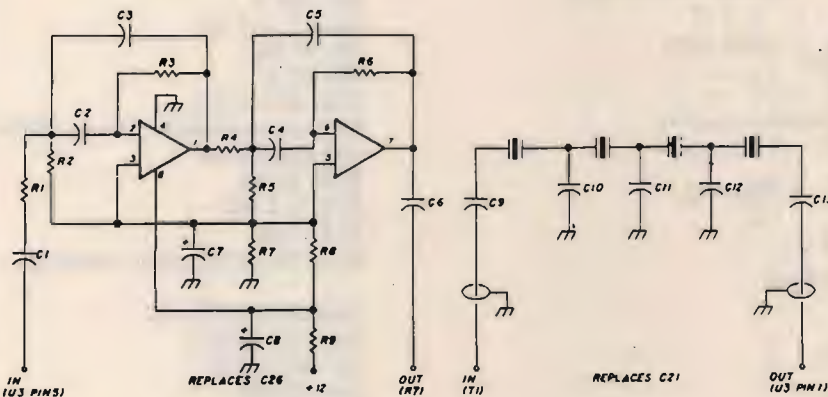 C3
C5
R3
R6
C2
2
4
1
R4
C4
6
7
3
8
5
R2
R1
R5
C1
C7
R7
R8
C6
C8
R9
+12
IN
(U3 PIN5)
REPLACES C26
OUT
(R7)
C9
C10
C11
C12
IN
(T1)
REPLACES C21
OUT
(U3 PIN1)